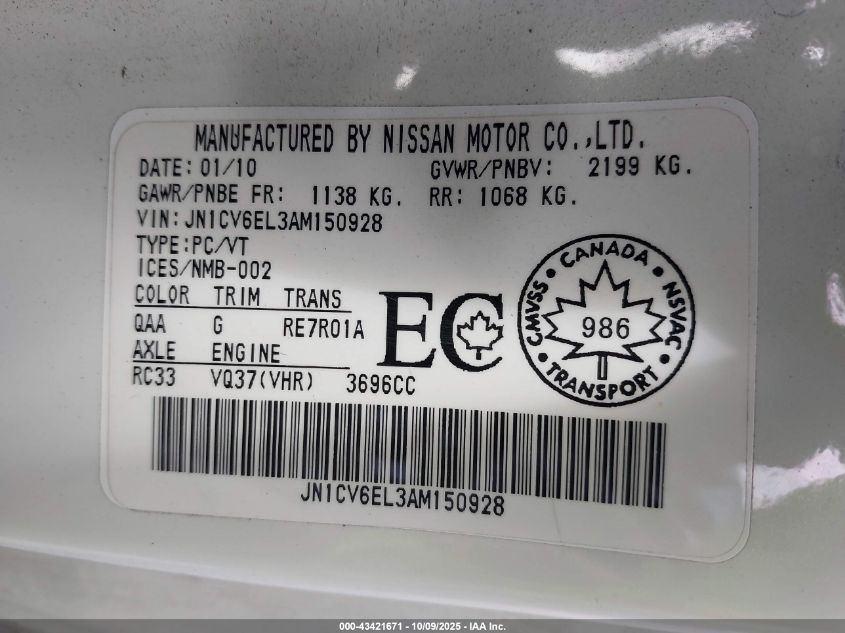 MANUFACTURED BY NISSAN MOTOR CO.,LTD.
DATE: 01/10 GVWR/PNBV: 2199 KG.
GAWR/PNBE FR: 1138 KG. RR: 1068 KG.
VIN:JN1CV6EL3AM150928
TYPE:PC/VT
ICES/NMB-002
COLOR TRIM TRANS
QAA G RE7R01A
AXLE ENGINE
RC33 VQ37(VHR) 3696CC
EC
CANADA
CMVSS
986
NSVAC
TRANSPORT
JN1CV6EL3AM150928
000-43421671 - 10/09/2025 - IAA Inc.